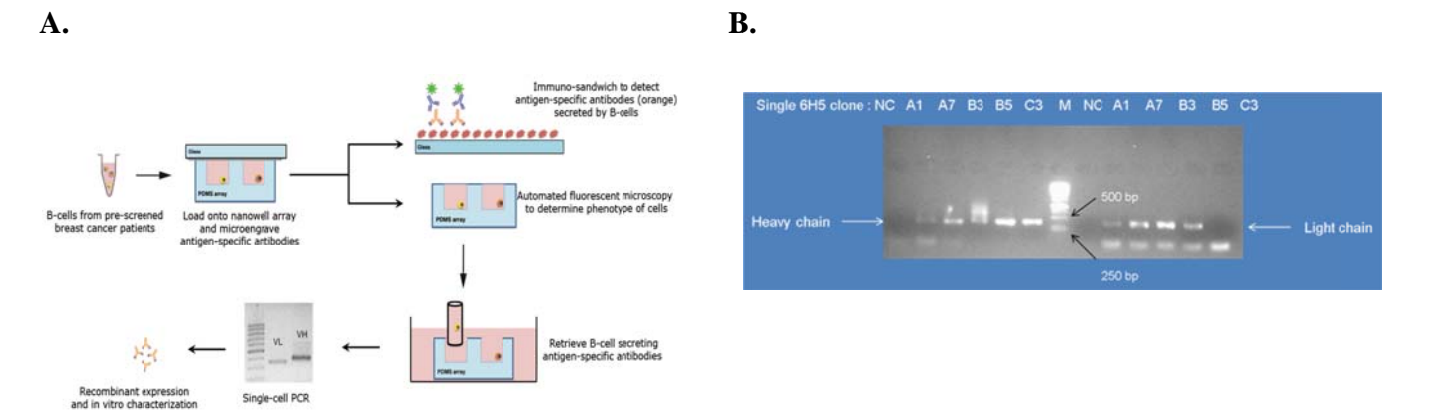 A.
B.
Immuno-sandwich to detect
antigen-specific antibodies (orange)
secreted by B-cells
Glass
Glass
PDMS array
B-cells from pre-screened
breast cancer patients
Load onto nanowell array
and microengrave
antigen-specific antibodies
PDMS array
Automated fluorescent microscopy
to determine phenotype of cells
PDMS array
Retrieve B-cell secreting
antigen-specific antibodies
VL
VH
Single-cell PCR
Recombinant expression
and in vitro characterization
Single 6H5 clone : NC A1 A7 B3 B5 C3 M NC A1 A7 B3 B5 C3
500 bp
Heavy chain
Light chain
250 bp